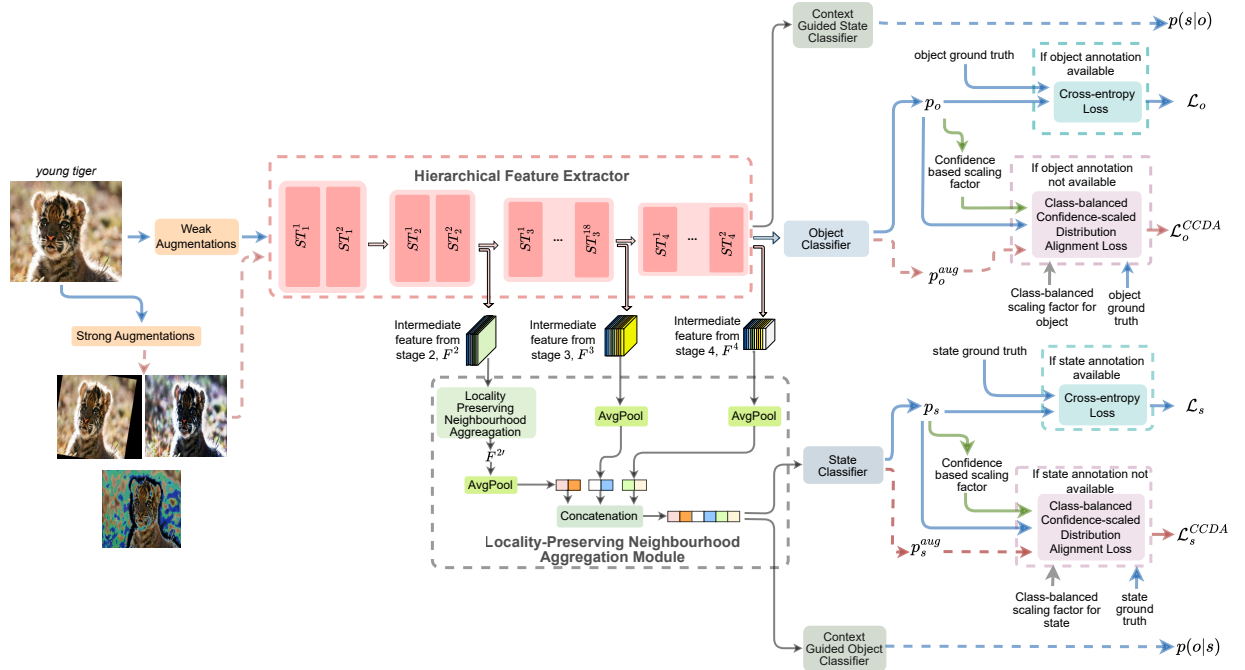 young tiger
Weak
Augmentations
Strong Augmentations
Hierarchical Feature Extractor
ST_1^1
ST_1^2
ST_2^1
ST_2^2
ST_3^1
...
ST_3^18
ST_4^1
...
ST_4^2
Intermediate
feature from
stage 2, F^2
Intermediate
feature from
stage 3, F^3
Intermediate
feature from
stage 4, F^4
Locality
Preserving
Neighbourhood
Aggreagation
F^2′
AvgPool
AvgPool
AvgPool
Concatenation
Locality-Preserving Neighbourhood
Aggregation Module
Context
Guided State
Classifier
p(s|o)
Object
Classifier
object ground truth
If object annotation
available
Cross-entropy
Loss
p_o
L_o
Confidence
based scaling
factor
If object annotation
not available
Class-balanced
Confidence-scaled
Distribution
Alignment Loss
L_o^CCDA
p_o^aug
Class-balanced
scaling factor for
object
object
ground
truth
State
Classifier
state ground truth
If state annotation
available
Cross-entropy
Loss
p_s
L_s
Confidence
based scaling
factor
If state annotation not
available
Class-balanced
Confidence-scaled
Distribution
Alignment Loss
L_s^CCDA
p_s^aug
Class-balanced
scaling factor for
state
state
ground
truth
Context
Guided Object
Classifier
p(o|s)